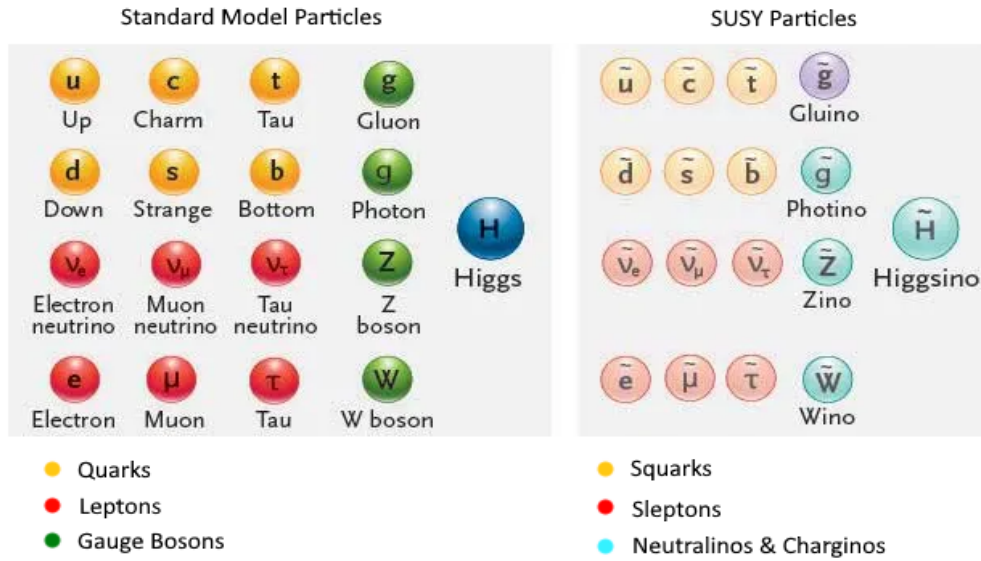 Standard Model Particles
SUSY Particles
u c t g
Up Charm Tau Gluon
d s b g
Down Strange Bottom Photon
H
Higgs
νe νμ ντ Z
Electron neutrino Muon neutrino Tau neutrino Z boson
e μ τ W
Electron Muon Tau W boson
Quarks
Leptons
Gauge Bosons
ũ c̃ t̃ g̃
Gluino
d̃ s̃ b̃ g̃
Photino
H̃
Higgsino
ν̃e ν̃μ ν̃τ Z̃
Zino
ẽ μ̃ τ̃ W̃
Wino
Squarks
Sleptons
Neutralinos & Charginos